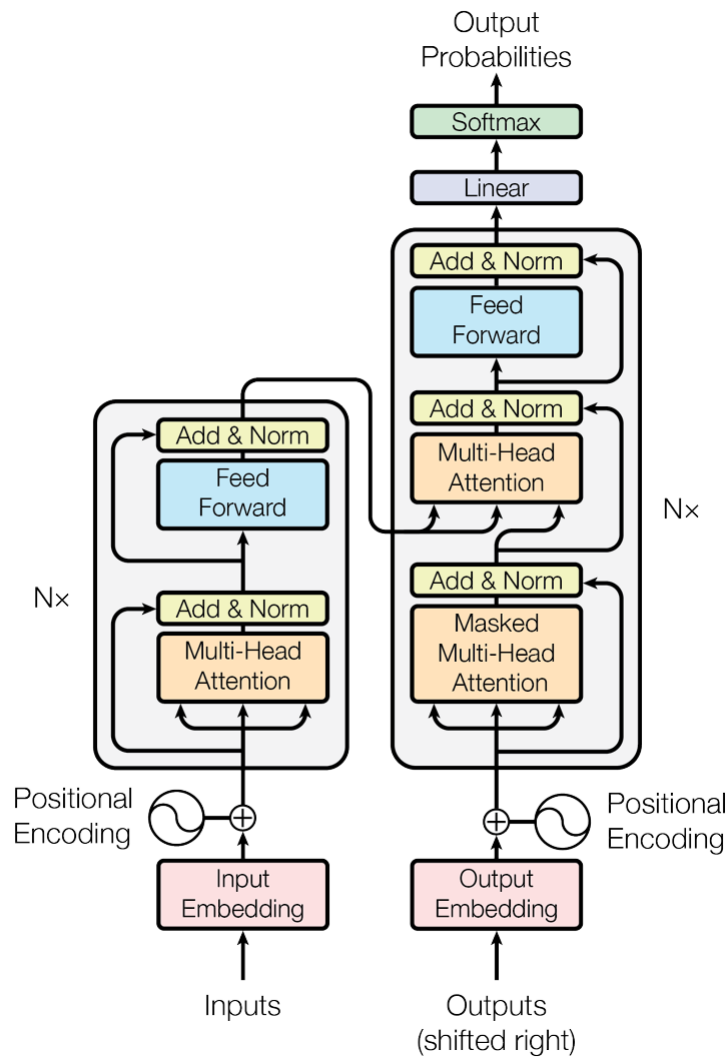 Output
Probabilities
Softmax
Linear
Add & Norm
Feed
Forward
Add & Norm
Multi-Head
Attention
Add & Norm
Masked
Multi-Head
Attention
N×
Add & Norm
Feed
Forward
Add & Norm
Multi-Head
Attention
N×
Positional
Encoding
Input
Embedding
Inputs
Positional
Encoding
Output
Embedding
Outputs
(shifted right)